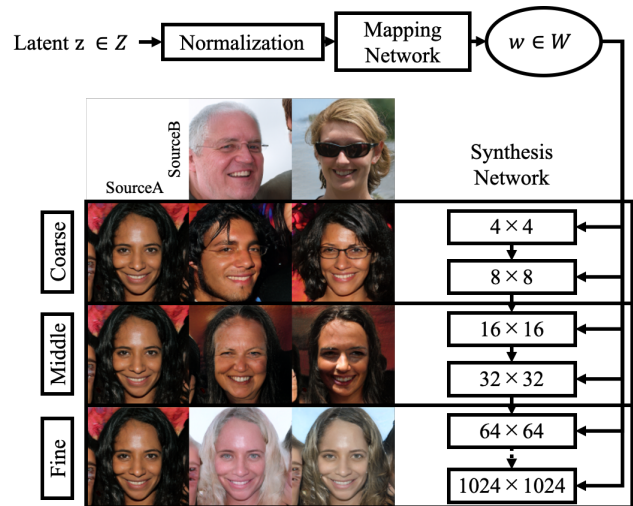 Latent z ∈ Z
Normalization
Mapping
Network
w ∈ W
SourceB
SourceA
Synthesis
Network
Coarse
4 × 4
8 × 8
Middle
16 × 16
32 × 32
Fine
64 × 64
1024 × 1024